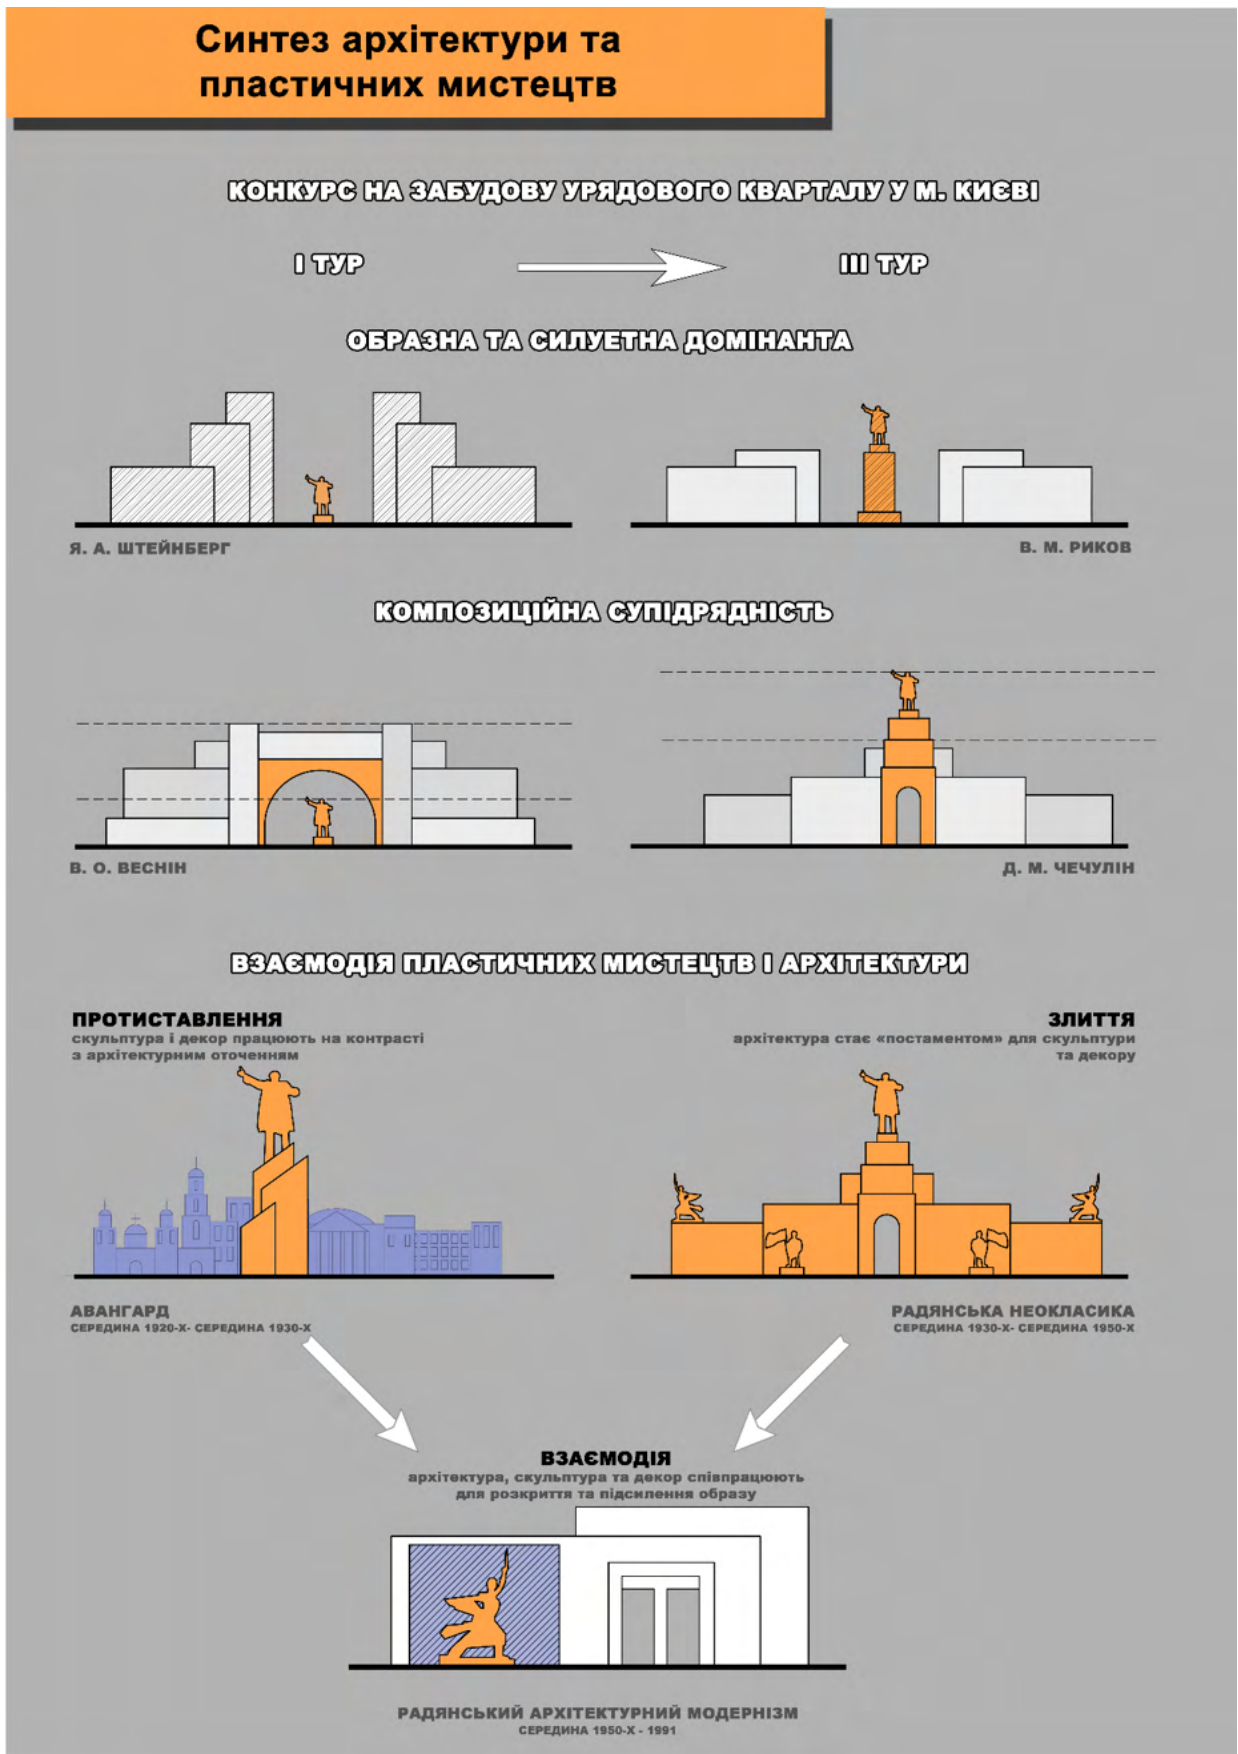 Синтез архітектури та
пластичних мистецтв
КОНКУРС НА ЗАБУДОВУ УРЯДОВОГО КВАРТАЛУ У М. КИЄВІ
І ТУР
ІІІ ТУР
ОБРАЗНА ТА СИЛУЕТНА ДОМІНАНТА
Я. А. ШТЕЙНБЕРГ
В. М. РИКОВ
КОМПОЗИЦІЙНА СУПІДРЯДНІСТЬ
В. О. ВЕСНІН
Д. М. ЧЕЧУЛІН
ВЗАЄМОДІЯ ПЛАСТИЧНИХ МИСТЕЦТВ І АРХІТЕКТУРИ
ПРОТИСТАВЛЕННЯ
скульптура і декор працюють на контрасті
з архітектурним оточенням
ЗЛИТТЯ
архітектура стає «постаментом» для скульптури
та декору
АВАНГАРД
СЕРЕДИНА 1920-Х- СЕРЕДИНА 1930-Х
РАДЯНСЬКА НЕОКЛАСИКА
СЕРЕДИНА 1930-Х- СЕРЕДИНА 1950-Х
ВЗАЄМОДІЯ
архітектура, скульптура та декор співпрацюють
для розкриття та підсилення образу
РАДЯНСЬКИЙ АРХІТЕКТУРНИЙ МОДЕРНІЗМ
СЕРЕДИНА 1950-Х - 1991